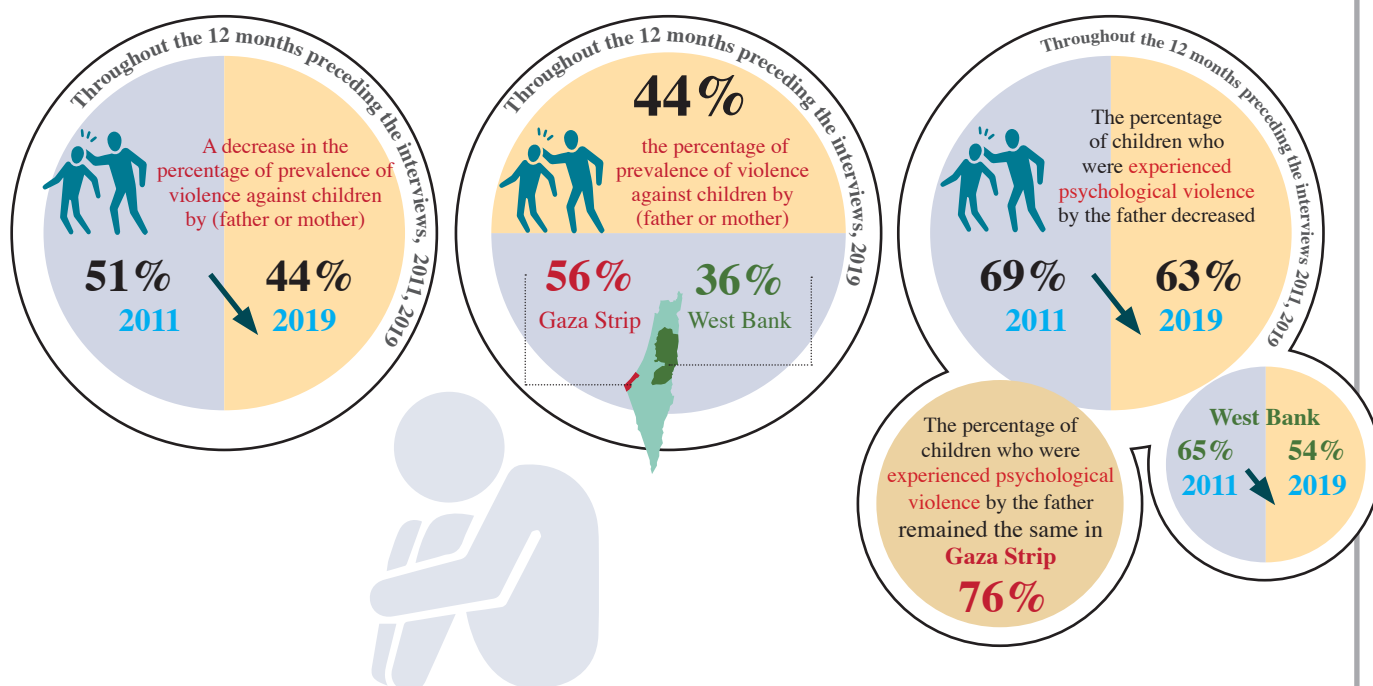 Throughout the 12 months preceding the interviews, 2011,2019
A decrease in the
percentage of prevalence of
violence against children
by (father or mother)
51%
2011
44%
2019
Throughout the 12 months preceding the interviews, 2019
44%
the percentage of
prevalence of violence
against children by
(father or mother)
56%
Gaza Strip
36%
West Bank
Throughout the 12 months preceding the interviews 2011,2019
The percentage
of children who
were experienced
psychological violence
by the father decreased
69%
2011
63%
2019
The percentage of
children who were
experienced psychological
violence by the father
remained the same in
Gaza Strip
76%
West Bank
65%
2011
54%
2019